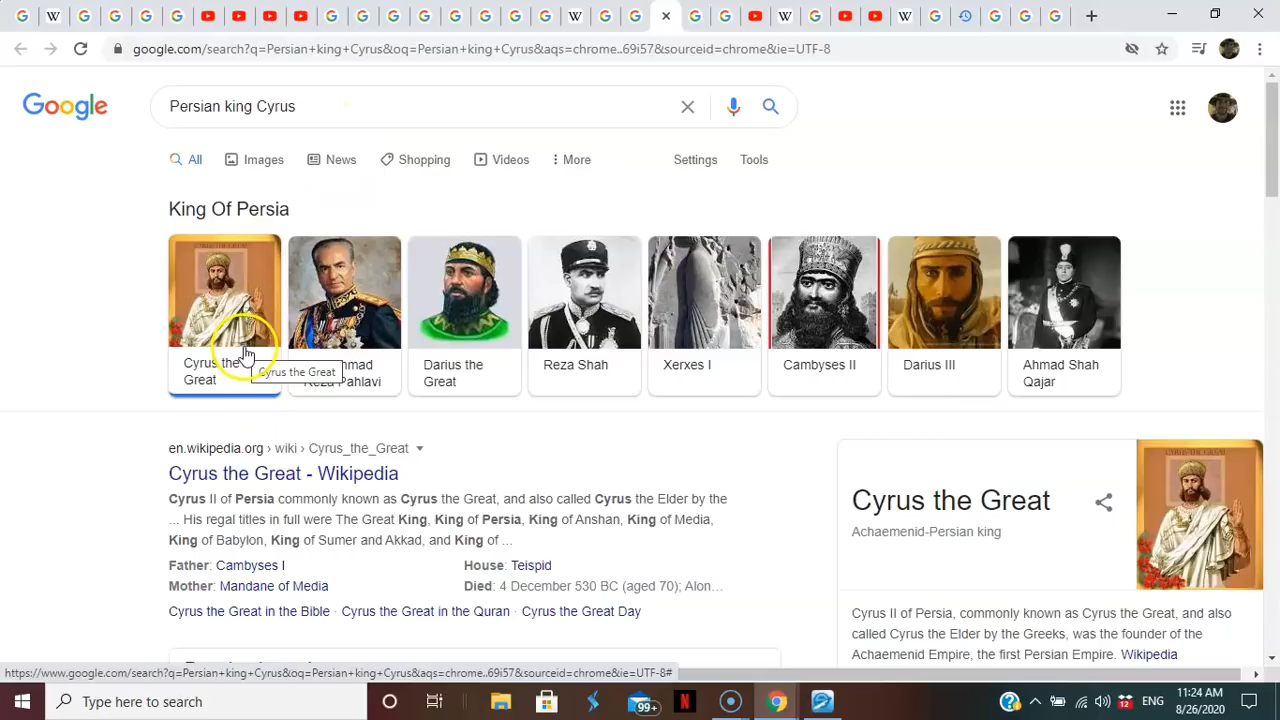 google.com/search?q=Persian+king+Cyrus&oq=Persian+king+Cyrus&aqs=chrome..69i57&sourceid=chrome&ie=UTF-8
Google
Persian king Cyrus
All Images News Shopping Videos More Settings Tools
King Of Persia
CYRUS THE GREAT
Cyrus the Great
Cyrus the Great
Reza Pahlavi
Darius the Great
Reza Shah
Xerxes I
Cambyses II
Darius III
Ahmad Shah Qajar
en.wikipedia.org › wiki › Cyrus_the_Great
Cyrus the Great - Wikipedia
Cyrus II of Persia commonly known as Cyrus the Great, and also called Cyrus the Elder by the
... His regal titles in full were The Great King, King of Persia, King of Anshan, King of Media,
King of Babylon, King of Sumer and Akkad, and King of ...
Father: Cambyses I House: Teispid
Mother: Mandane of Media Died: 4 December 530 BC (aged 70); Alon...
Cyrus the Great in the Bible · Cyrus the Great in the Quran · Cyrus the Great Day
Cyrus the Great
Achaemenid-Persian king
Cyrus II of Persia, commonly known as Cyrus the Great, and also
called Cyrus the Elder by the Greeks, was the founder of the
Achaemenid Empire, the first Persian Empire. Wikipedia
https://www.google.com/search?q=Persian+king+Cyrus&oq=Persian+king+Cyrus&aqs=chrome..69i57&sourceid=chrome&ie=UTF-8#
Type here to search
99+
12
ENG
11:24 AM
8/26/2020